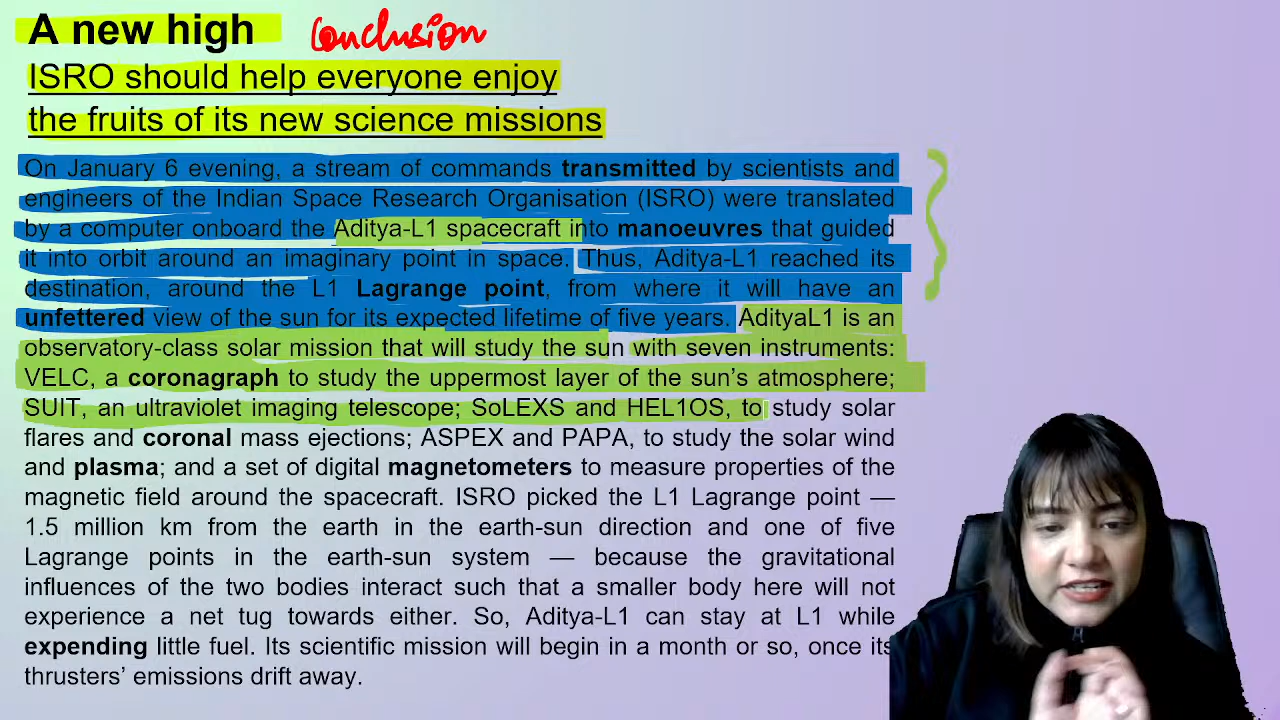 A new high
conclusion
ISRO should help everyone enjoy
the fruits of its new science missions
On January 6 evening, a stream of commands transmitted by scientists and
engineers of the Indian Space Research Organisation (ISRO) were translated
by a computer onboard the Aditya-L1 spacecraft into manoeuvres that guided
it into orbit around an imaginary point in space. Thus, Aditya-L1 reached its
destination, around the L1 Lagrange point, from where it will have an
unfettered view of the sun for its expected lifetime of five years. AdityaL1 is an
observatory-class solar mission that will study the sun with seven instruments:
VELC, a coronagraph to study the uppermost layer of the sun's atmosphere;
SUIT, an ultraviolet imaging telescope; SoLEXS and HEL1OS, to study solar
flares and coronal mass ejections; ASPEX and PAPA, to study the solar wind
and plasma; and a set of digital magnetometers to measure properties of the
magnetic field around the spacecraft. ISRO picked the L1 Lagrange point —
1.5 million km from the earth in the earth-sun direction and one of five
Lagrange points in the earth-sun system — because the gravitational
influences of the two bodies interact such that a smaller body here will not
experience a net tug towards either. So, Aditya-L1 can stay at L1 while
expending little fuel. Its scientific mission will begin in a month or so, once its
thrusters' emissions drift away.